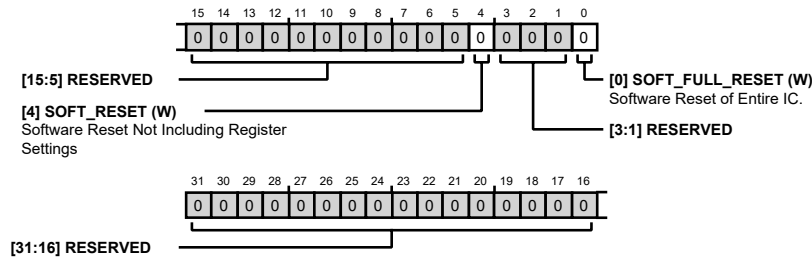 15 14 13 12 11 10 9 8 7 6 5 4 3 2 1 0
0 0 0 0 0 0 0 0 0 0 0 0 0 0 0 0
[15:5] RESERVED
[0] SOFT_FULL_RESET (W)
Software Reset of Entire IC.
[4] SOFT_RESET (W)
Software Reset Not Including Register
Settings
[3:1] RESERVED
31 30 29 28 27 26 25 24 23 22 21 20 19 18 17 16
0 0 0 0 0 0 0 0 0 0 0 0 0 0 0 0
[31:16] RESERVED